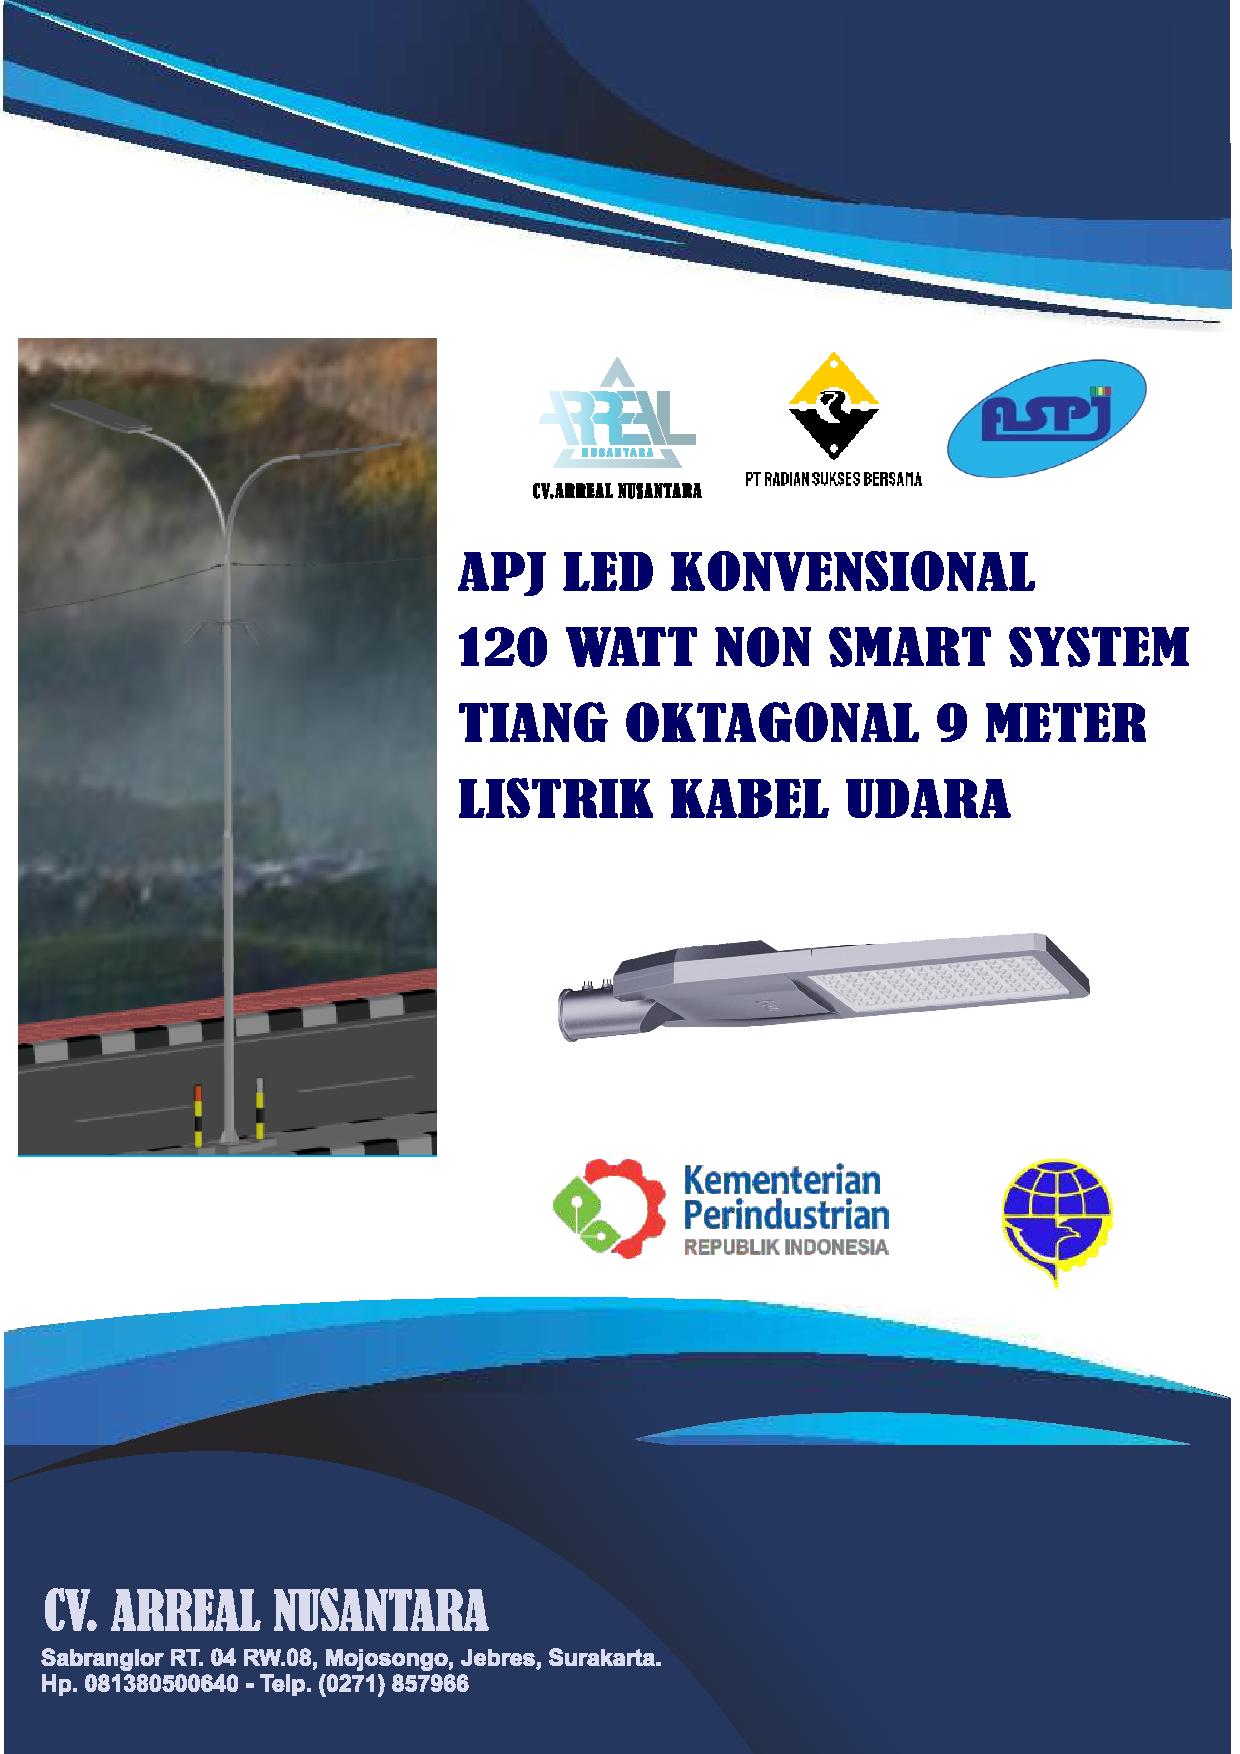 ARREAL
NUSANTARA
CV.ARREAL NUSANTARA
PT RADIAN SUKSES BERSAMA
ASPJ
APJ LED KONVENSIONAL
120 WATT NON SMART SYSTEM
TIANG OKTAGONAL 9 METER
LISTRIK KABEL UDARA
Kementerian
Perindustrian
REPUBLIK INDONESIA
CV. ARREAL NUSANTARA
Sabranglor RT. 04 RW.08, Mojosongo, Jebres, Surakarta.
Hp. 081380500640 - Telp. (0271) 857966